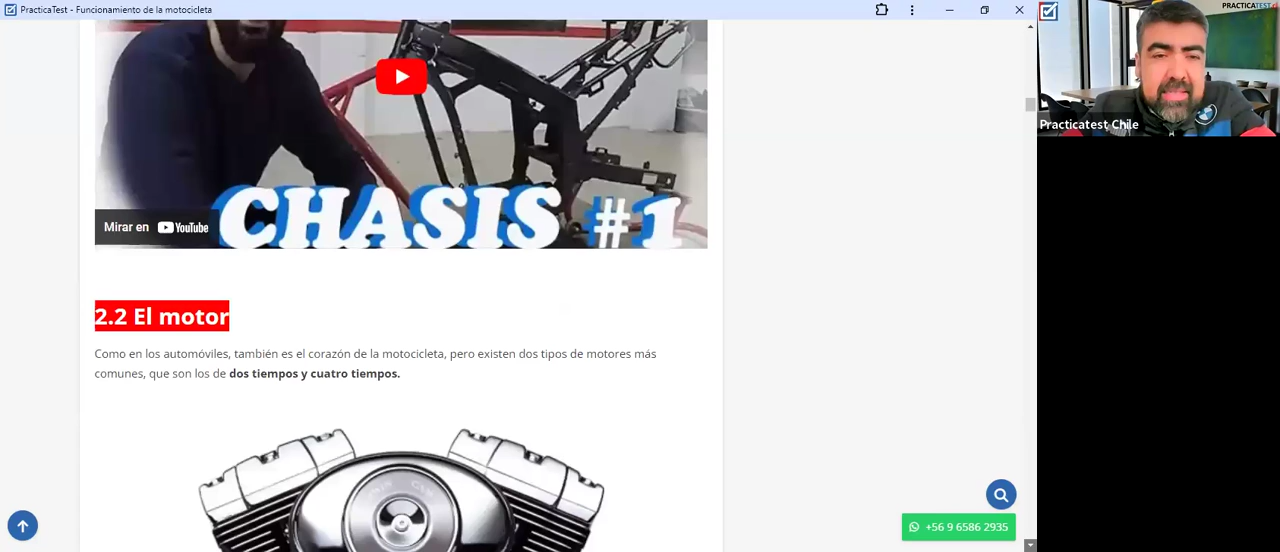 PracticaTest - Funcionamiento de la motocicleta
PRACTICATEST
Practicatest Chile
CHASIS #1
Mirar en YouTube
2.2 El motor
Como en los automóviles, también es el corazón de la motocicleta, pero existen dos tipos de motores más
comunes, que son los de dos tiempos y cuatro tiempos.
+56 9 6586 2935